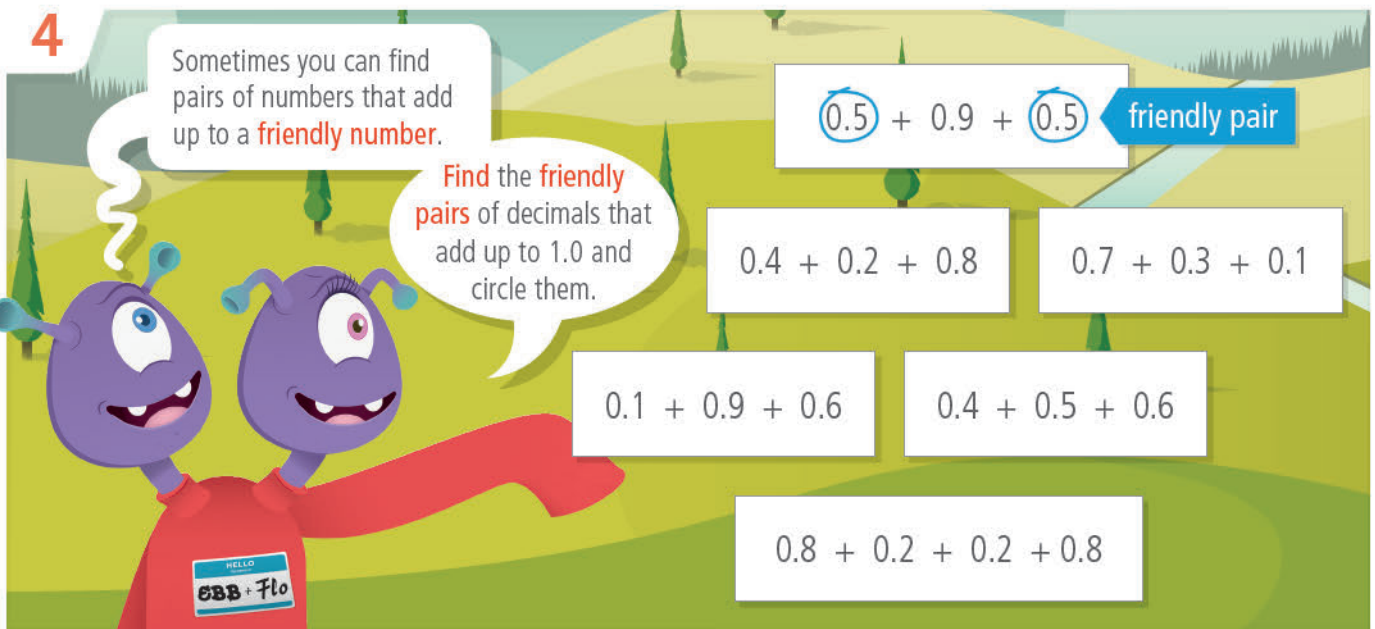 4
Sometimes you can find
pairs of numbers that add
up to a friendly number.
Find the friendly
pairs of decimals that
add up to 1.0 and
circle them.
0.5 + 0.9 + 0.5
friendly pair
0.4 + 0.2 + 0.8
0.7 + 0.3 + 0.1
0.1 + 0.9 + 0.6
0.4 + 0.5 + 0.6
0.8 + 0.2 + 0.2 + 0.8
HELLO
EBB + Flo